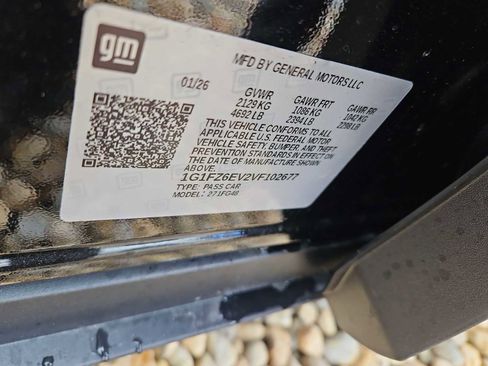 gm
MFD BY GENERAL MOTORS LLC
01/26
GVWR GAWR FRT GAWR RR
2129 KG 1086 KG 1042 KG
4692 LB 2394 LB 2298 LB
THIS VEHICLE CONFORMS TO ALL
APPLICABLE U.S. FEDERAL MOTOR
VEHICLE SAFETY, BUMPER, AND THEFT
PREVENTION STANDARDS IN EFFECT
ON THE DATE OF MANUFACTURE SHOWN
ABOVE.
1G1FZ6EV2VF102677
TYPE: PASS CAR
MODEL: 271FG48